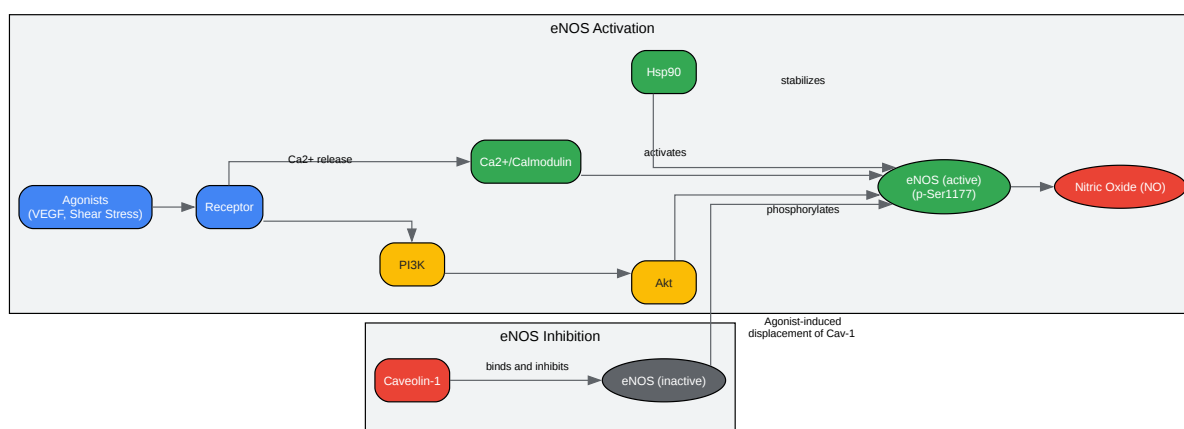 eNOS Activation
Hsp90
stabilizes
Ca2+ release
Ca2+/Calmodulin
activates
Agonists
(VEGF, Shear Stress)
Receptor
eNOS (active)
(p-Ser1177)
Nitric Oxide (NO)
phosphorylates
PI3K
Akt
Agonist-induced
displacement of Cav-1
eNOS Inhibition
Caveolin-1
binds and inhibits
eNOS (inactive)